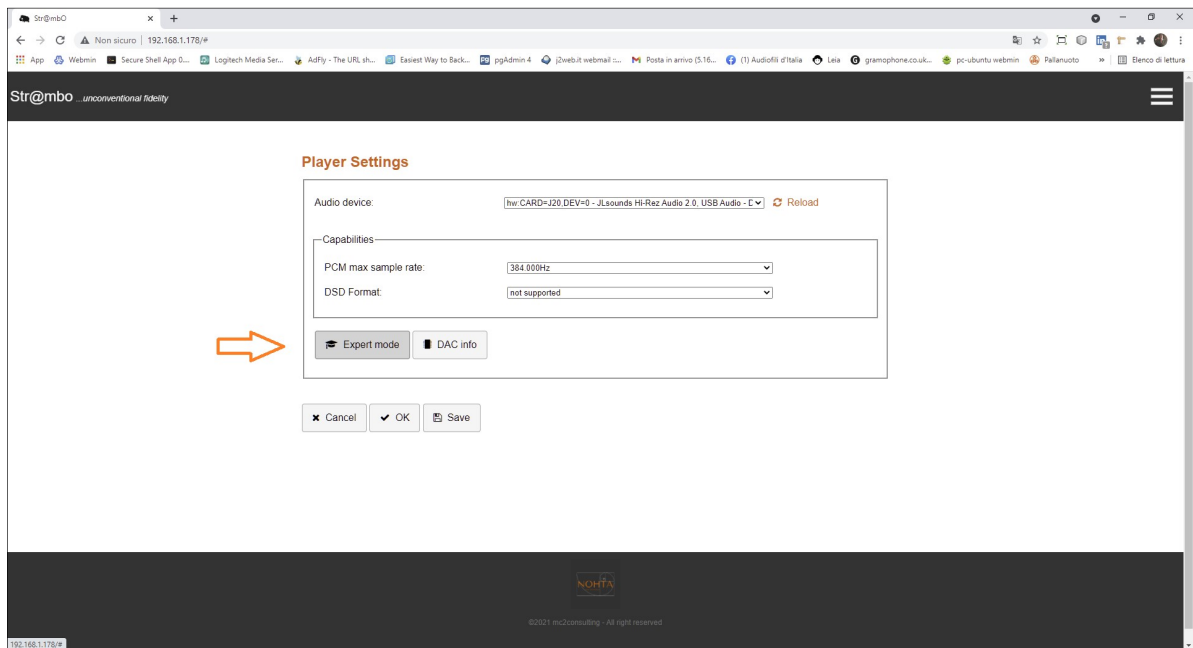 Str@mbO
Non sicuro | 192.168.1.178/#
App Webmin Secure Shell App 0... Logitech Media Ser... AdFly - The URL sh... Easiest Way to Back... pgAdmin 4 j2web.it webmail ::... Posta in arrivo (5.16... (1) Audiofili d'Italia Leia gramophone.co.uk... pc-ubuntu webmin Pallanuoto » Elenco di lettura
Str@mbo ...unconventional fidelity
Player Settings
Audio device: hw:CARD=J20,DEV=0 - JLsounds Hi-Rez Audio 2.0, USB Audio - D Reload
Capabilities
PCM max sample rate: 384.000Hz
DSD Format: not supported
Expert mode DAC info
Cancel OK Save
NOHTA
©2021 mc2consulting - All right reserved
192.168.1.178/#